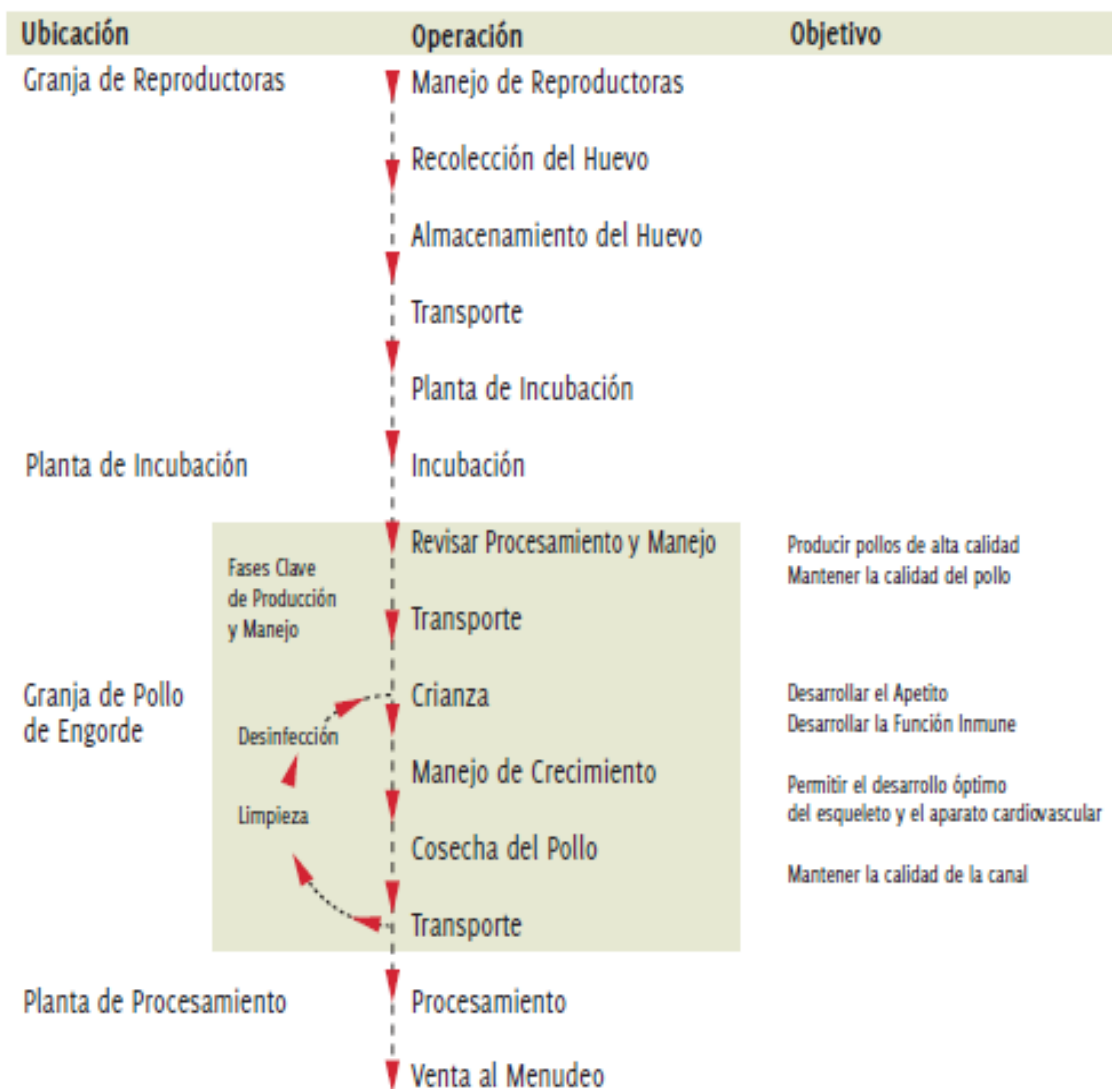 Ubicación Operación Objetivo
Granja de Reproductoras Manejo de Reproductoras
Recolección del Huevo
Almacenamiento del Huevo
Transporte
Planta de Incubación
Planta de Incubación Incubación
Revisar Procesamiento y Manejo Producir pollos de alta calidad
Mantener la calidad del pollo
Fases Clave
de Producción
y Manejo
Transporte
Granja de Pollo
de Engorde
Crianza
Desarrollar el Apetito
Desarrollar la Función Inmune
Desinfección
Manejo de Crecimiento
Permitir el desarrollo óptimo
del esqueleto y el aparato cardiovascular
Limpieza
Cosecha del Pollo
Mantener la calidad de la canal
Transporte
Planta de Procesamiento Procesamiento
Venta al Menudeo